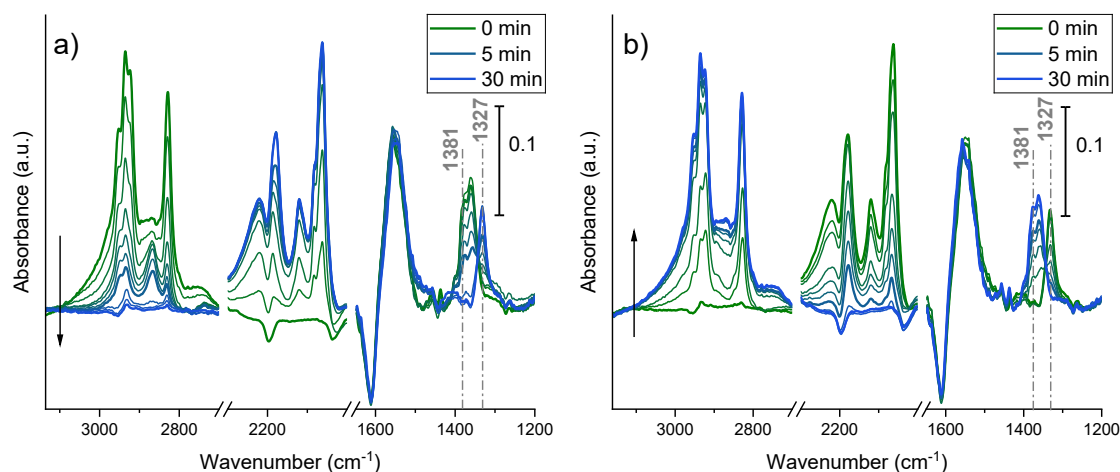 a)
0 min
5 min
30 min
1381
1327
0.1
Absorbance (a.u.)
3000 2800 2200 1600 1400 1200
Wavenumber (cm-1)
b)
0 min
5 min
30 min
1381
1327
0.1
Absorbance (a.u.)
3000 2800 2200 1600 1400 1200
Wavenumber (cm-1)